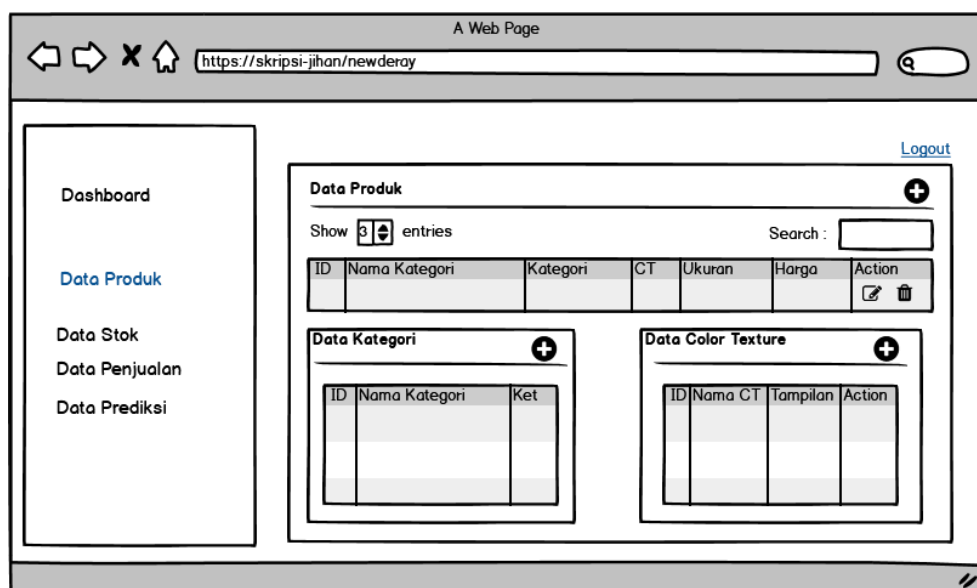 A Web Page
https://skripsi-jihan/newderay
Logout
Dashboard
Data Produk
Data Stok
Data Penjualan
Data Prediksi
Data Produk
Show 3 entries
Search :
ID Nama Kategori Kategori CT Ukuran Harga Action
Data Kategori
ID Nama Kategori Ket
Data Color Texture
ID Nama CT Tampilan Action